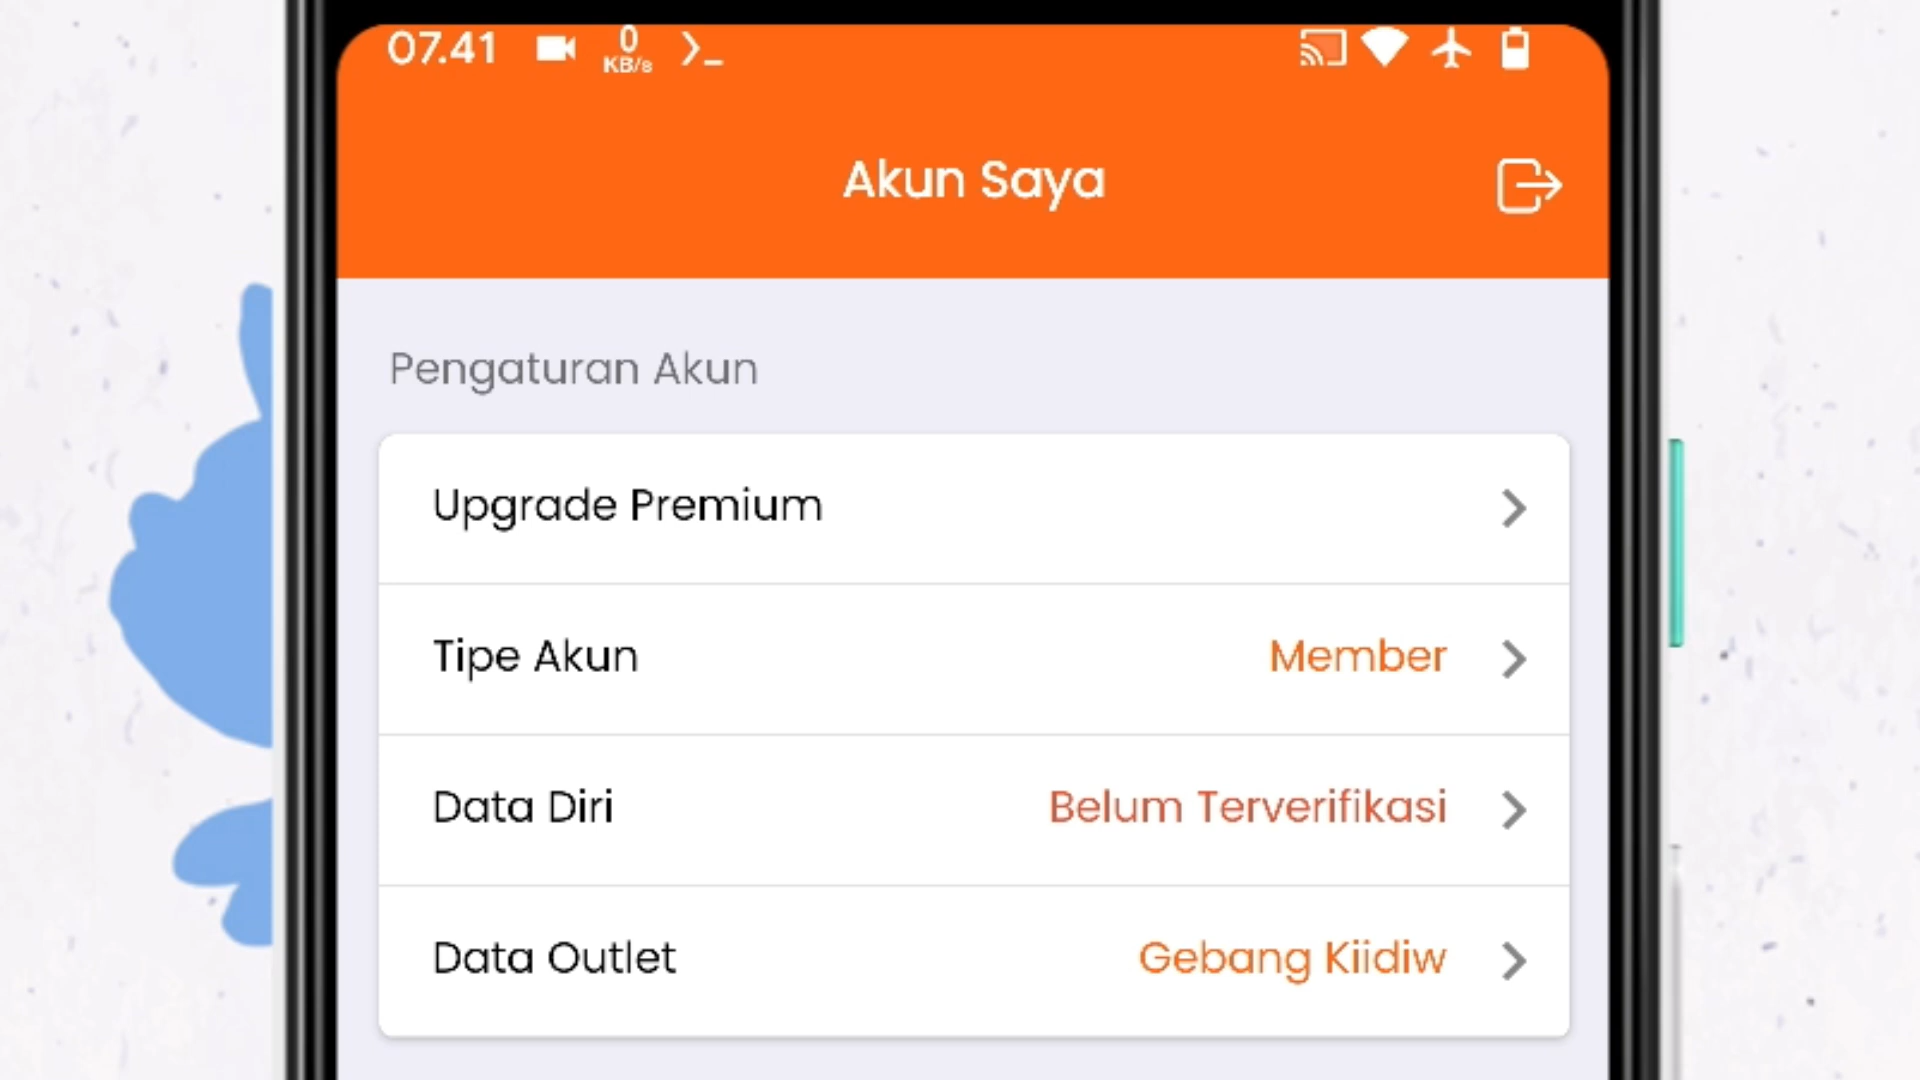 07.41 0 KB/s
Akun Saya
Pengaturan Akun
Upgrade Premium
Tipe Akun Member
Data Diri Belum Terverifikasi
Data Outlet Gebang Kiidiw